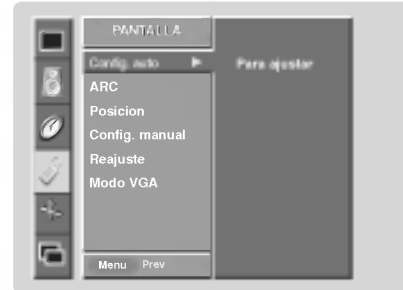 PANTALLA
Config. auto ▶ Para ajustar
ARC
Posicion
Config. manual
Reajuste
Modo VGA
Menu Prev